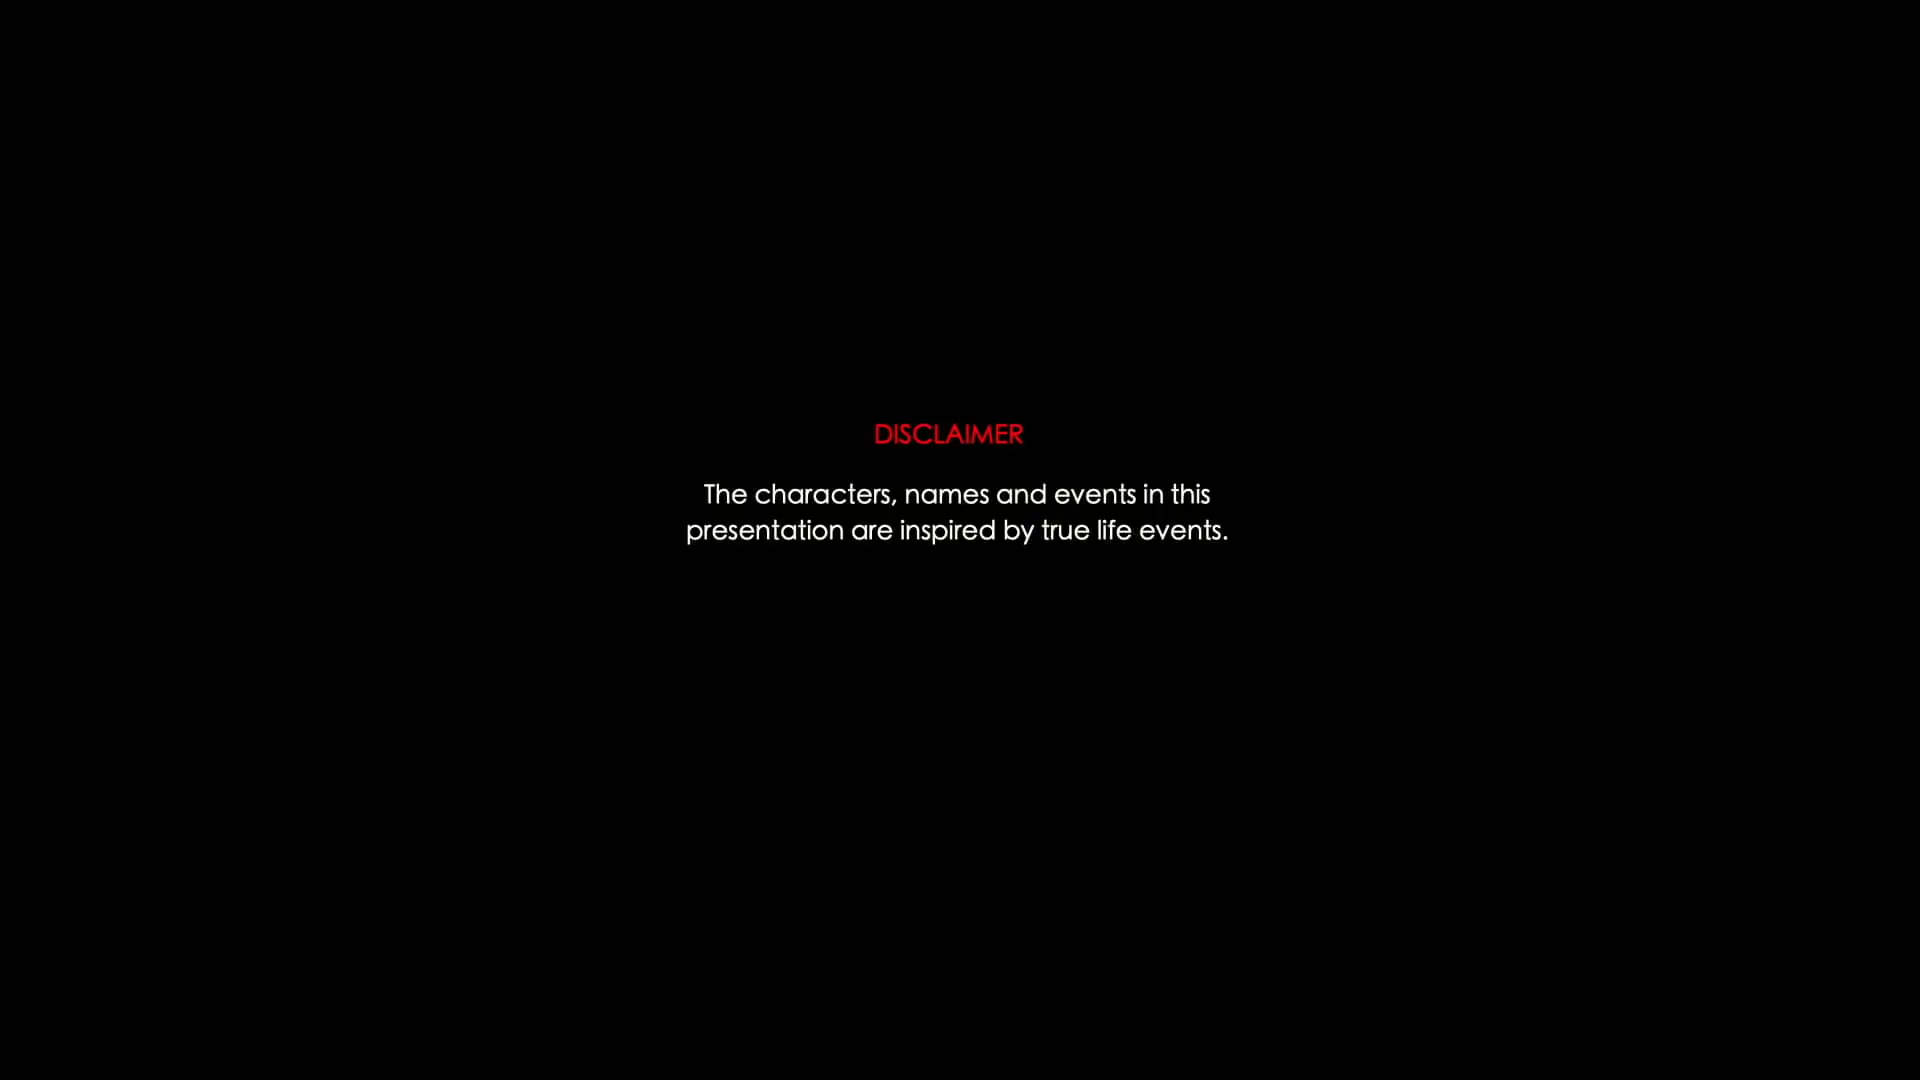 DISCLAIMER
The characters, names and events in this
presentation are inspired by true life events.